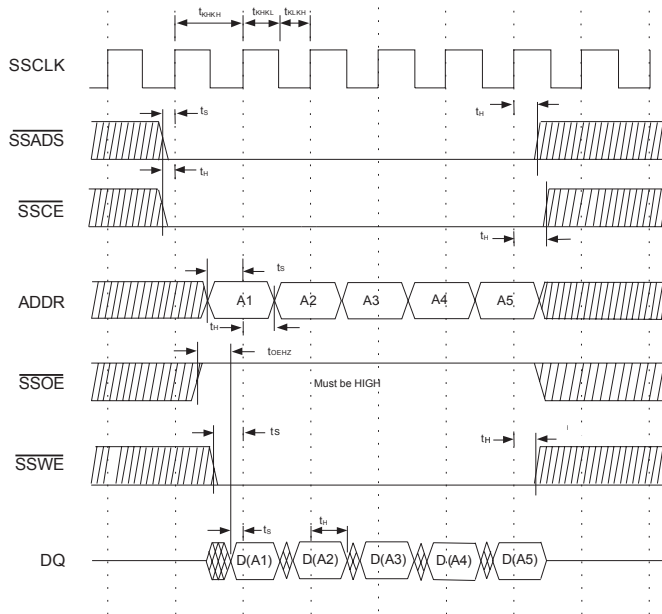 tKHKH tKHKL tKLKH
SSCLK
tS tH
SSADS
tH
SSCE
tH
tS
ADDR A1 A2 A3 A4 A5
tH
tOEHZ
SSOE Must be HIGH
tS tH
SSWE
tS tH
DQ D(A1) D(A2) D(A3) D(A4) D(A5)